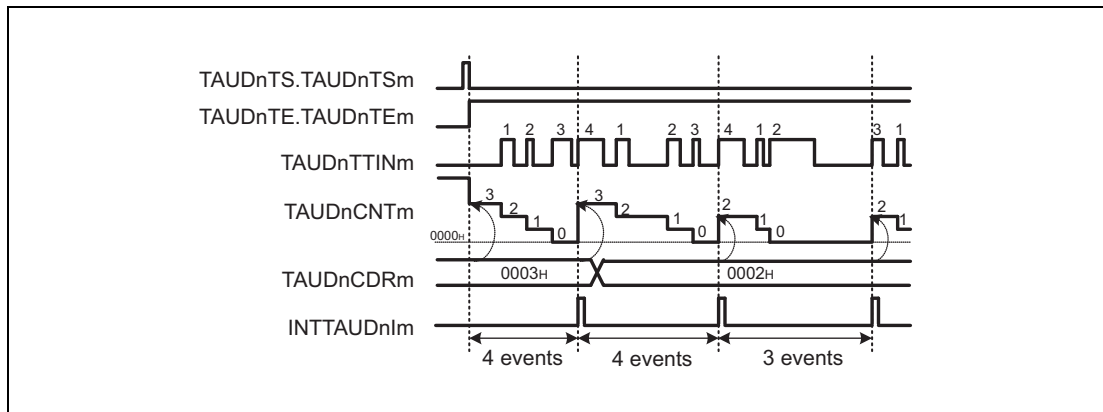 TAUDnTS.TAUDnTSm
TAUDnTE.TAUDnTEm
1 2 3 4 1 2 3 4 1 2 3 1
TAUDnTTINm
3 2 1 0 3 2 1 0 2 1 0 2 1
TAUDnCNTm
0000H
TAUDnCDRm
0003H 0002H
INTTAUDnIm
4 events 4 events 3 events